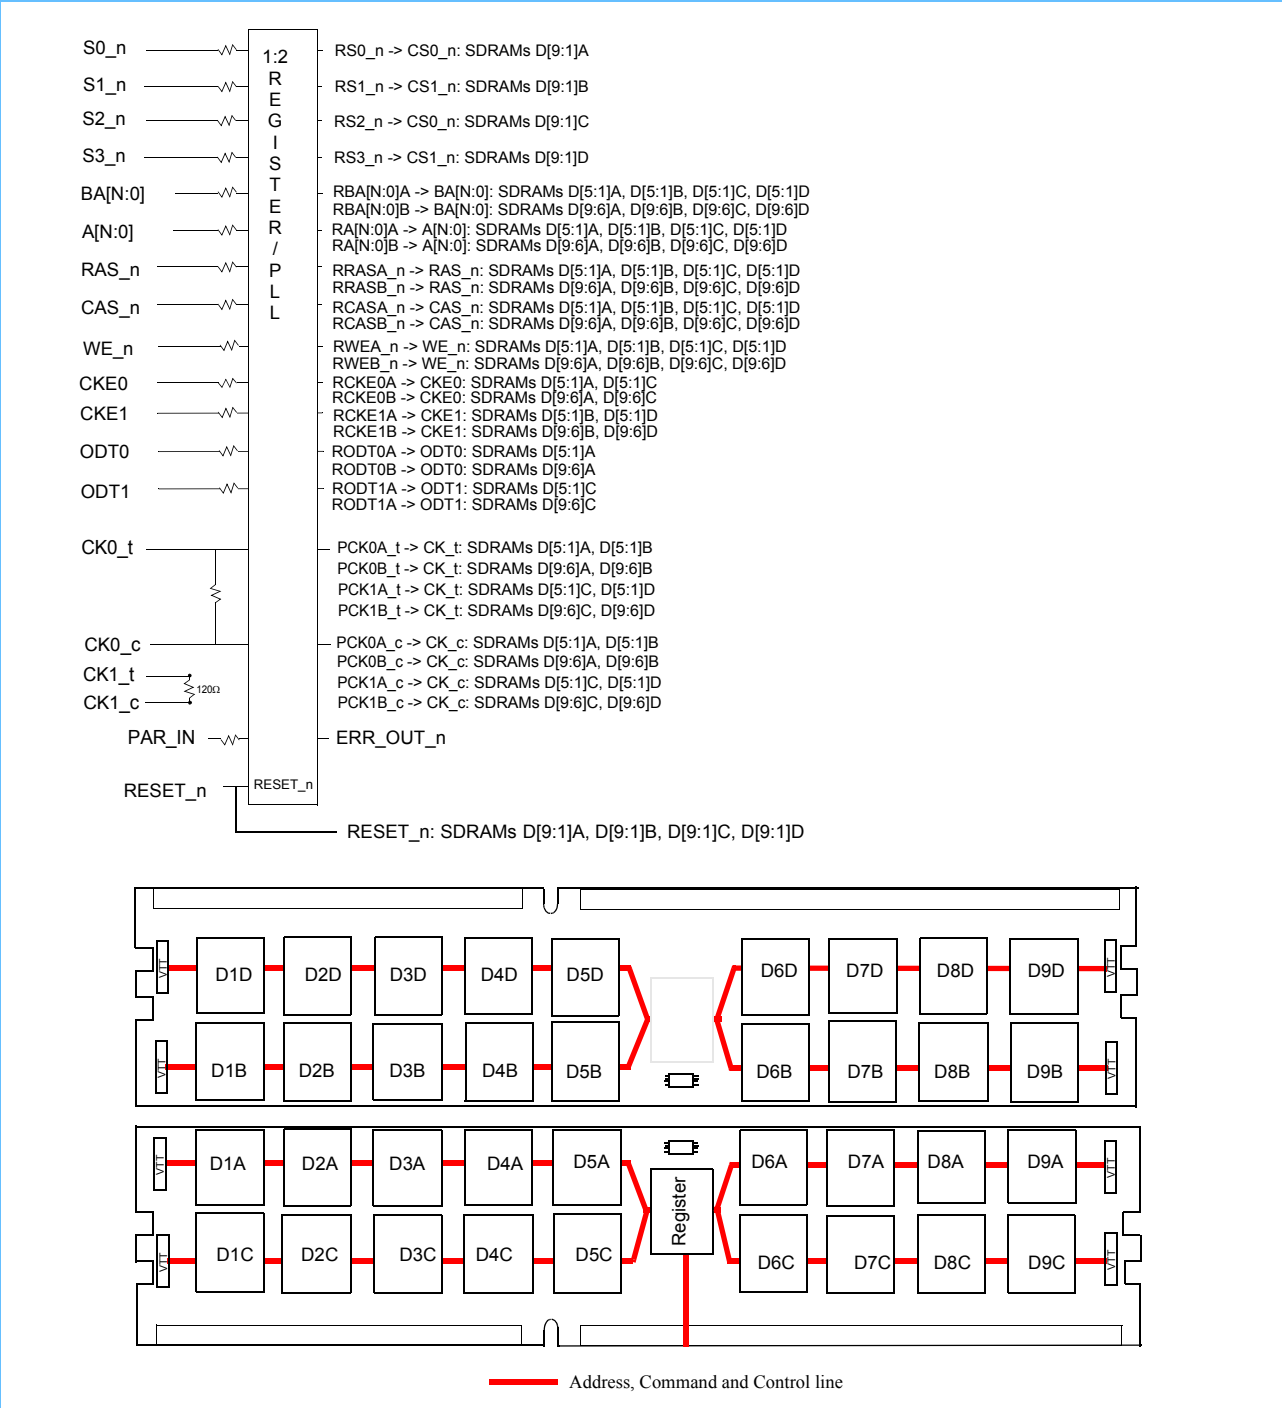 S0_n
RS0_n -> CS0_n: SDRAMs D[9:1]A
1:2
REGISTER/PLL
S1_n
RS1_n -> CS1_n: SDRAMs D[9:1]B
S2_n
RS2_n -> CS0_n: SDRAMs D[9:1]C
S3_n
RS3_n -> CS1_n: SDRAMs D[9:1]D
BA[N:0]
RBA[N:0]A -> BA[N:0]: SDRAMs D[5:1]A, D[5:1]B, D[5:1]C, D[5:1]D
RBA[N:0]B -> BA[N:0]: SDRAMs D[9:6]A, D[9:6]B, D[9:6]C, D[9:6]D
A[N:0]
RA[N:0]A -> A[N:0]: SDRAMs D[5:1]A, D[5:1]B, D[5:1]C, D[5:1]D
RA[N:0]B -> A[N:0]: SDRAMs D[9:6]A, D[9:6]B, D[9:6]C, D[9:6]D
RAS_n
RRASA_n -> RAS_n: SDRAMs D[5:1]A, D[5:1]B, D[5:1]C, D[5:1]D
RRASB_n -> RAS_n: SDRAMs D[9:6]A, D[9:6]B, D[9:6]C, D[9:6]D
CAS_n
RCASA_n -> CAS_n: SDRAMs D[5:1]A, D[5:1]B, D[5:1]C, D[5:1]D
RCASB_n -> CAS_n: SDRAMs D[9:6]A, D[9:6]B, D[9:6]C, D[9:6]D
WE_n
RWEA_n -> WE_n: SDRAMs D[5:1]A, D[5:1]B, D[5:1]C, D[5:1]D
RWEB_n -> WE_n: SDRAMs D[9:6]A, D[9:6]B, D[9:6]C, D[9:6]D
CKE0
RCKE0A -> CKE0: SDRAMs D[5:1]A, D[5:1]C
RCKE0B -> CKE0: SDRAMs D[9:6]A, D[9:6]C
CKE1
RCKE1A -> CKE1: SDRAMs D[5:1]B, D[5:1]D
RCKE1B -> CKE1: SDRAMs D[9:6]B, D[9:6]D
ODT0
RODT0A -> ODT0: SDRAMs D[5:1]A
RODT0B -> ODT0: SDRAMs D[9:6]A
ODT1
RODT1A -> ODT1: SDRAMs D[5:1]C
RODT1A -> ODT1: SDRAMs D[9:6]C
CK0_t
PCK0A_t -> CK_t: SDRAMs D[5:1]A, D[5:1]B
PCK0B_t -> CK_t: SDRAMs D[9:6]A, D[9:6]B
PCK1A_t -> CK_t: SDRAMs D[5:1]C, D[5:1]D
PCK1B_t -> CK_t: SDRAMs D[9:6]C, D[9:6]D
CK0_c
PCK0A_c -> CK_c: SDRAMs D[5:1]A, D[5:1]B
PCK0B_c -> CK_c: SDRAMs D[9:6]A, D[9:6]B
CK1_t
120Ω
PCK1A_c -> CK_c: SDRAMs D[5:1]C, D[5:1]D
CK1_c
PCK1B_c -> CK_c: SDRAMs D[9:6]C, D[9:6]D
PAR_IN
ERR_OUT_n
RESET_n
RESET_n
RESET_n: SDRAMs D[9:1]A, D[9:1]B, D[9:1]C, D[9:1]D
VTT D1D D2D D3D D4D D5D D6D D7D D8D D9D VTT
VTT D1B D2B D3B D4B D5B D6B D7B D8B D9B VTT
VTT D1A D2A D3A D4A D5A D6A D7A D8A D9A VTT
Register
VTT D1C D2C D3C D4C D5C D6C D7C D8C D9C VTT
Address, Command and Control line